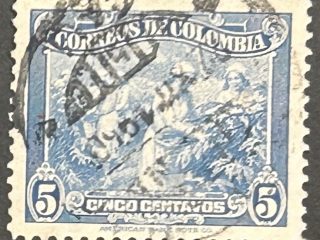 CORREOS DE COLOMBIA
5 CINCO CENTAVOS 5
AMERICAN BANK NOTE CO.